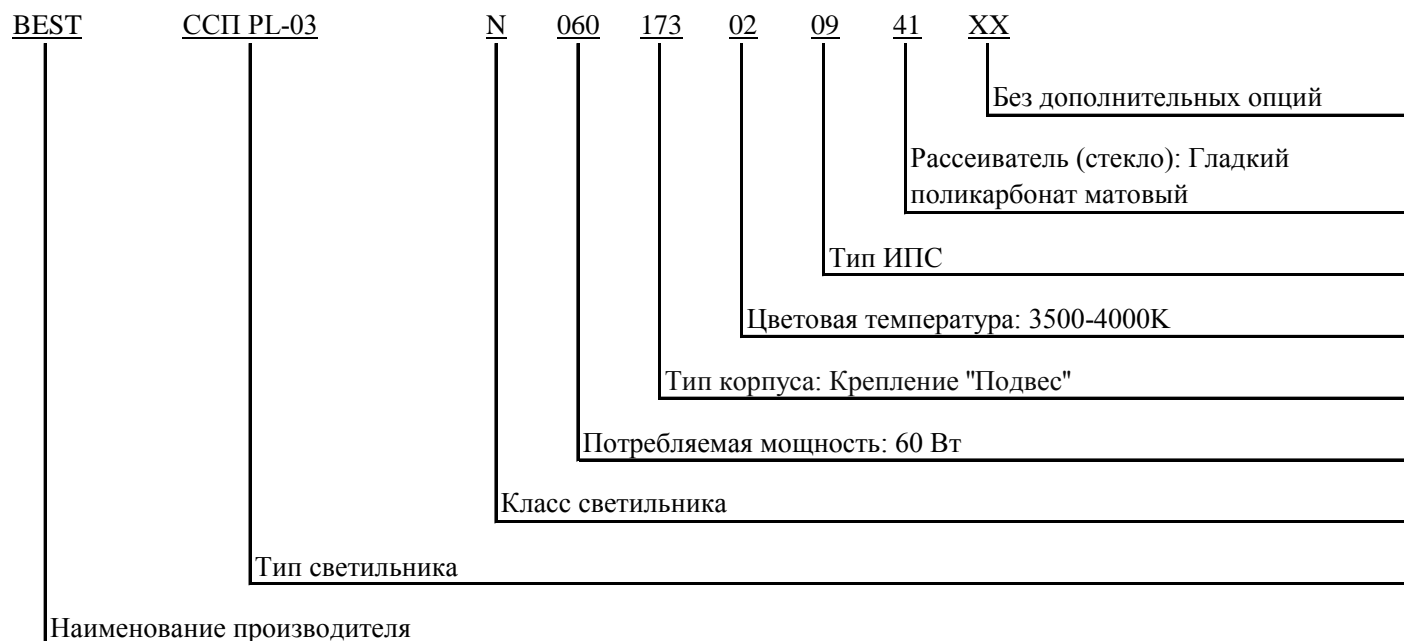 BEST ССП PL-03 N 060 173 02 09 41 XX
Без дополнительных опций
Рассеиватель (стекло): Гладкий
поликарбонат матовый
Тип ИПС
Цветовая температура: 3500-4000K
Тип корпуса: Крепление "Подвес"
Потребляемая мощность: 60 Вт
Класс светильника
Тип светильника
Наименование производителя